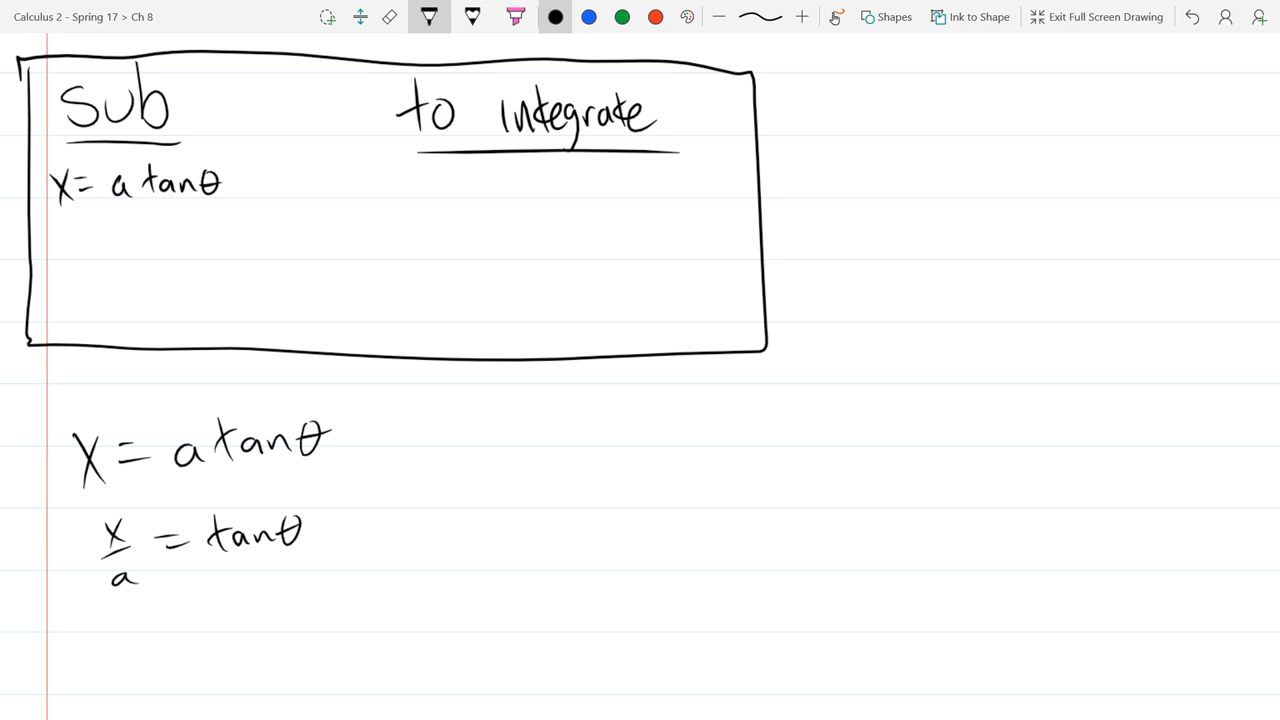 Calculus 2 - Spring 17 > Ch 8
Shapes
Ink to Shape
Exit Full Screen Drawing
Sub to integrate
x = a tanθ
x = a tanθ
x/a = tanθ